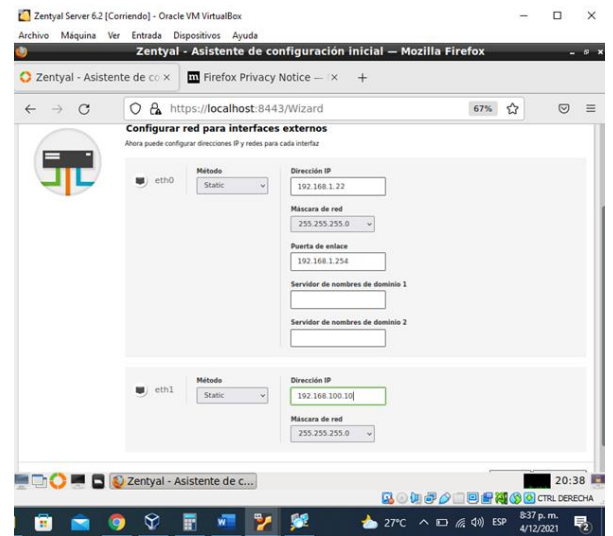 Zentyal Server 6.2 [Corriendo] - Oracle VM VirtualBox
Archivo Máquina Ver Entrada Dispositivos Ayuda
Zentyal - Asistente de configuración inicial — Mozilla Firefox
Zentyal - Asistente de co
Firefox Privacy Notice —
https://localhost:8443/Wizard
67%
Configurar red para interfaces externos
Ahora puede configurar direcciones IP y redes para cada interfaz
eth0
Método
Static
Dirección IP
192.168.1.22
Máscara de red
255.255.255.0
Puerta de enlace
192.168.1.254
Servidor de nombres de dominio 1
Servidor de nombres de dominio 2
eth1
Método
Static
Dirección IP
192.168.100.10
Máscara de red
255.255.255.0
Zentyal - Asistente de c...
20:38
CTRL DERECHA
27°C
ESP
8:37 p. m.
4/12/2021
2